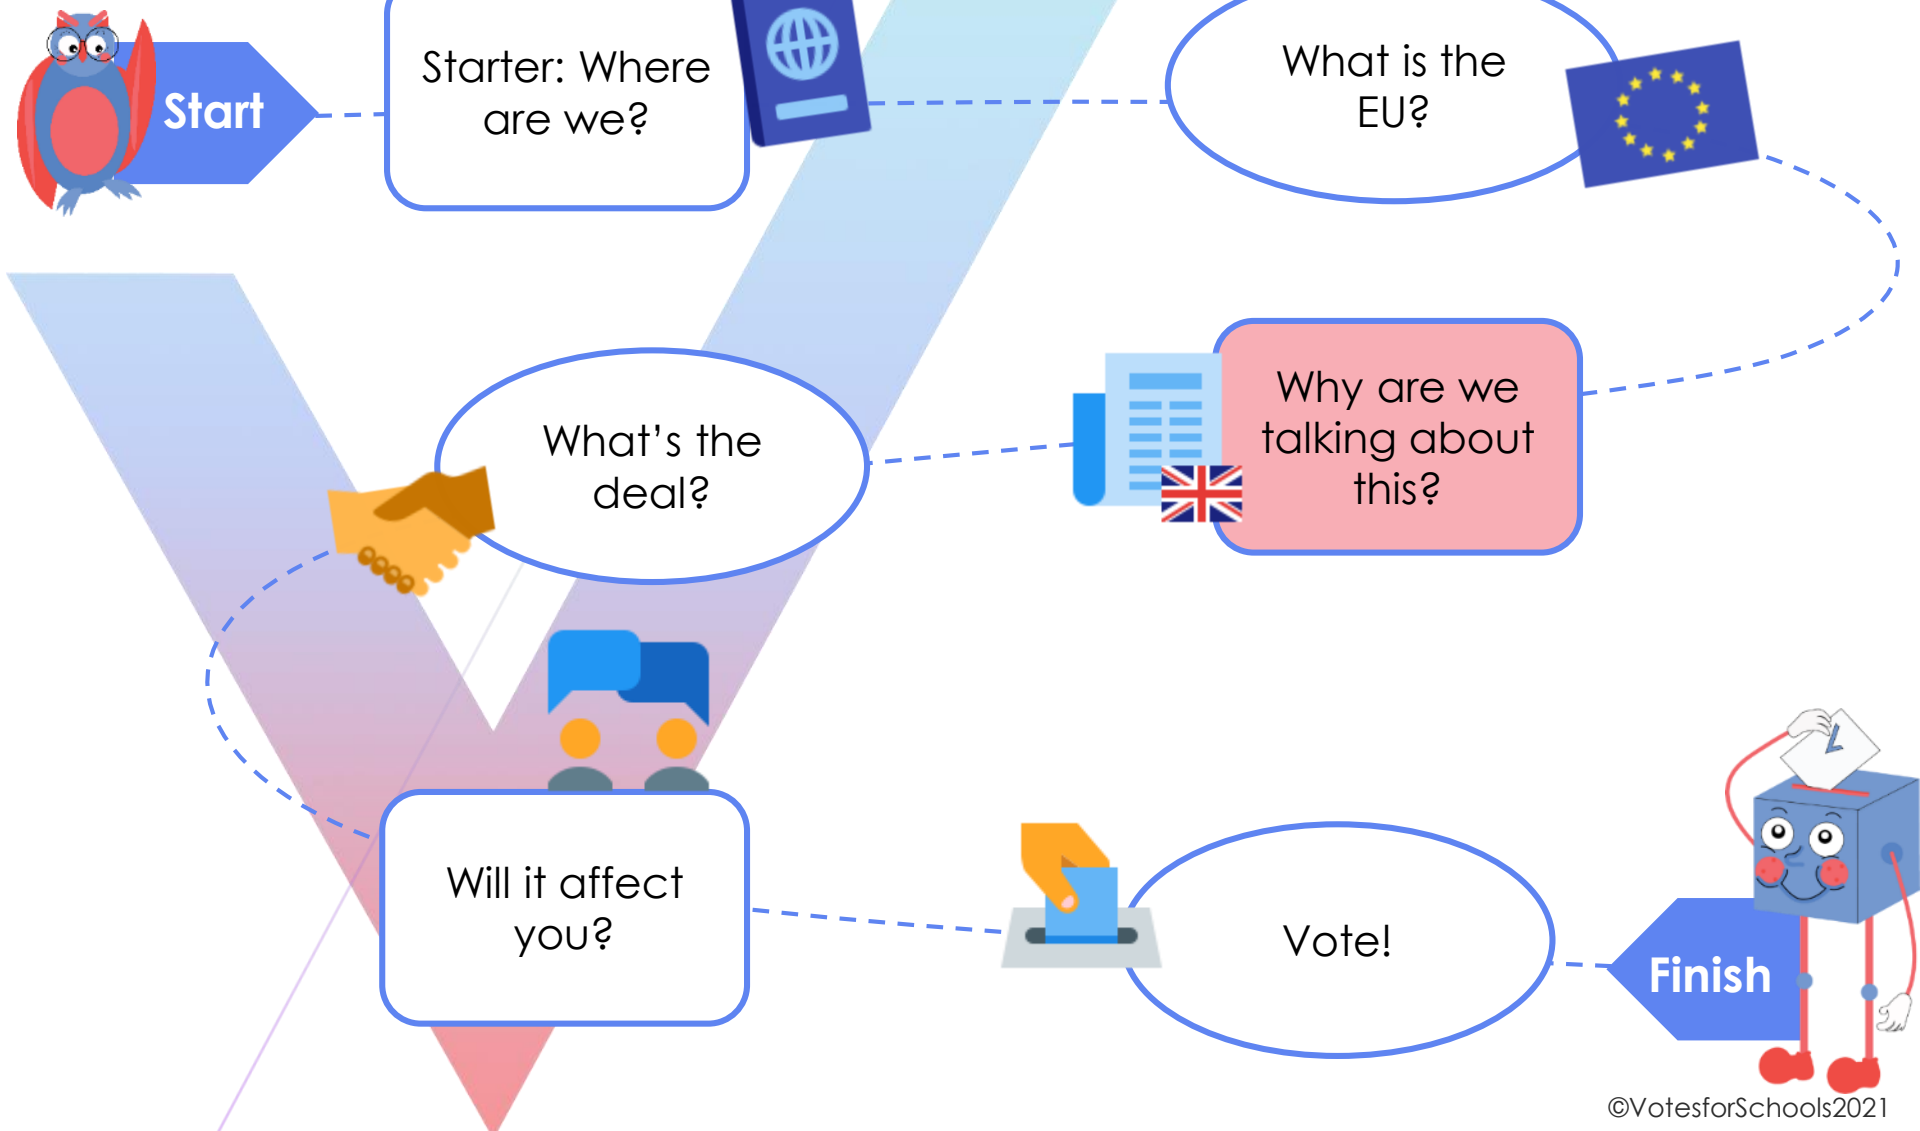 Start
Starter: Where
are we?
What is the
EU?
Why are we
talking about
this?
What’s the
deal?
Will it affect
you?
Vote!
Finish
©VotesforSchools2021